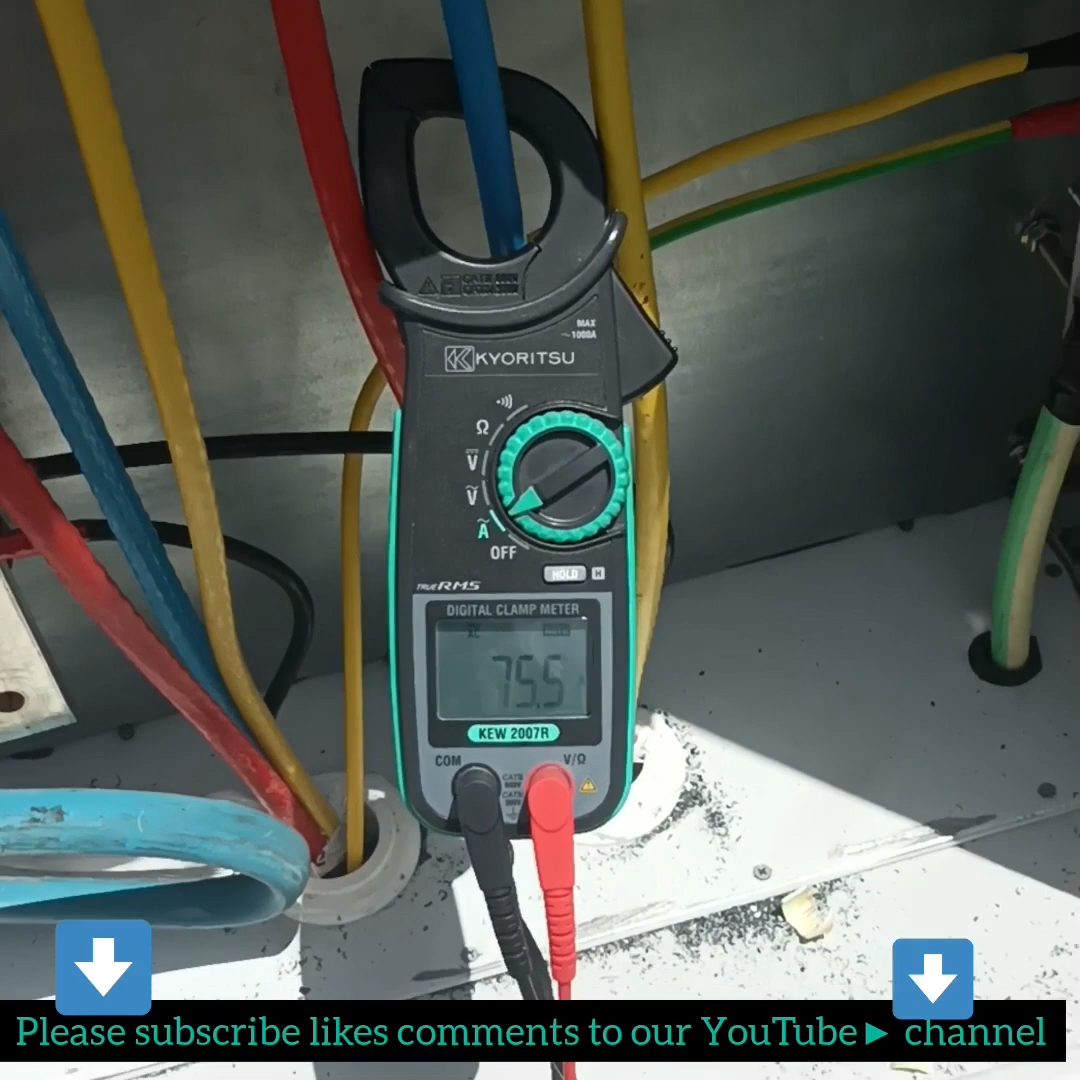 MAX
~1000A
KYORITSU
Ω
V
V
A
OFF
HOLD H
TRUE RMS
DIGITAL CLAMP METER
AC
75.5
KEW 2007R
COM V/Ω
Please subscribe likes comments to our YouTube► channel